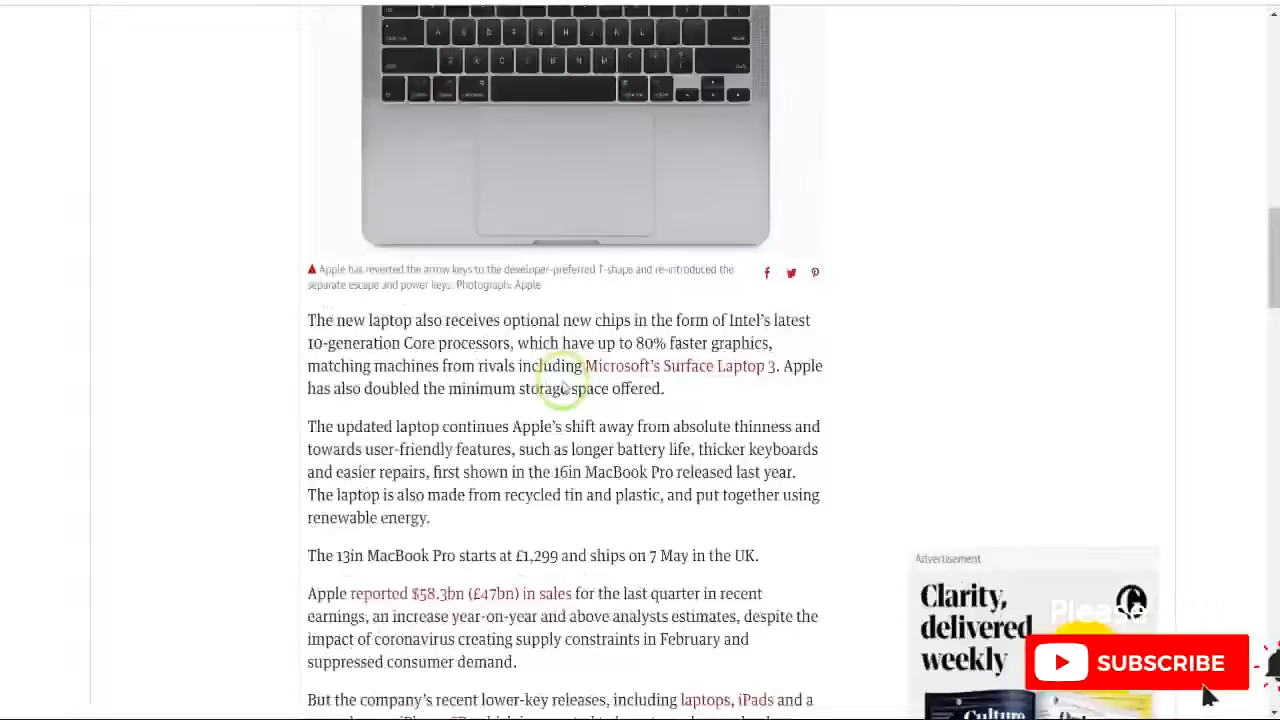 Apple has reverted the arrow keys to the developer-preferred T-shape and re-introduced the
separate escape and power keys. Photograph: Apple
The new laptop also receives optional new chips in the form of Intel's latest
10-generation Core processors, which have up to 80% faster graphics,
matching machines from rivals including Microsoft's Surface Laptop 3. Apple
has also doubled the minimum storage space offered.
The updated laptop continues Apple's shift away from absolute thinness and
towards user-friendly features, such as longer battery life, thicker keyboards
and easier repairs, first shown in the 16in MacBook Pro released last year.
The laptop is also made from recycled tin and plastic, and put together using
renewable energy.
The 13in MacBook Pro starts at £1,299 and ships on 7 May in the UK.
Apple reported $58.3bn (£47bn) in sales for the last quarter in recent
earnings, an increase year-on-year and above analysts estimates, despite the
impact of coronavirus creating supply constraints in February and
suppressed consumer demand.
But the company's recent lower-key releases, including laptops, iPads and a
Advertisement
Clarity,
delivered
weekly
Please
SUBSCRIBE
Culture